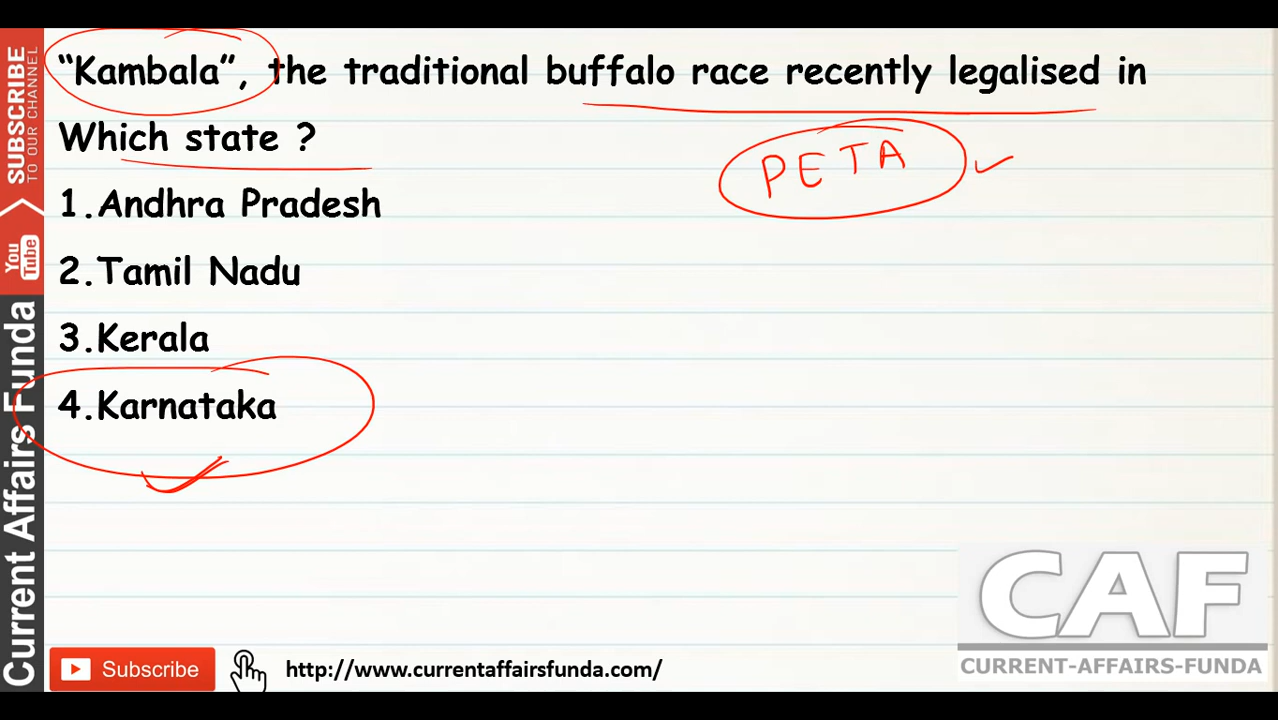 "Kambala", the traditional buffalo race recently legalised in
Which state ?
PETA
1.Andhra Pradesh
2.Tamil Nadu
3.Kerala
4.Karnataka
SUBSCRIBE
TO OUR CHANNEL
You
Tube
Current Affairs Funda
CAF
CURRENT-AFFAIRS-FUNDA
Subscribe
http://www.currentaffairsfunda.com/